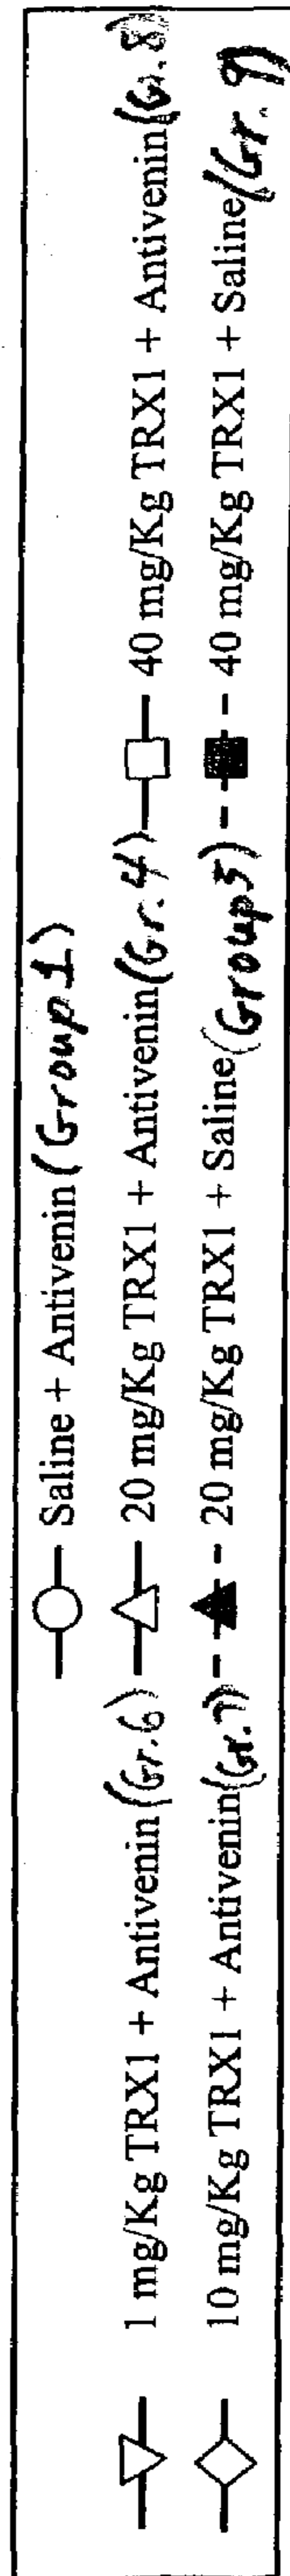 Saline + Antivenin (Group 1)
1 mg/Kg TRX1 + Antivenin (Gr. 6) 20 mg/Kg TRX1 + Antivenin (Gr. 4) 40 mg/Kg TRX1 + Antivenin (Gr. 8)
10 mg/Kg TRX1 + Antivenin (Gr. 7) 20 mg/Kg TRX1 + Saline (Group 5) 40 mg/Kg TRX1 + Saline (Gr. 9)